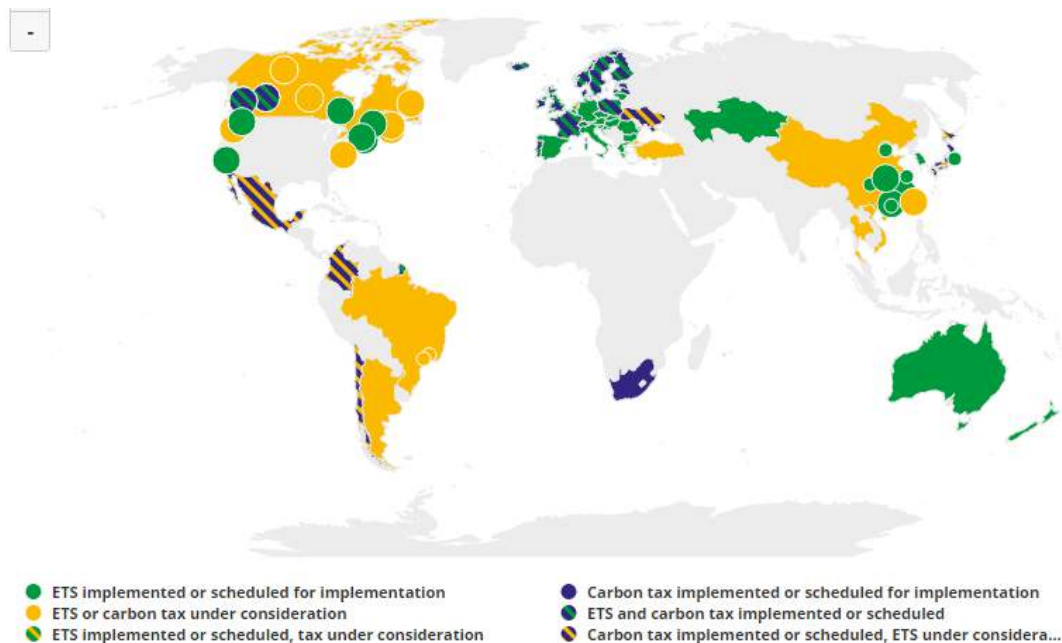 -
ETS implemented or scheduled for implementation
ETS or carbon tax under consideration
ETS implemented or scheduled, tax under consideration
Carbon tax implemented or scheduled for implementation
ETS and carbon tax implemented or scheduled
Carbon tax implemented or scheduled, ETS under considera...